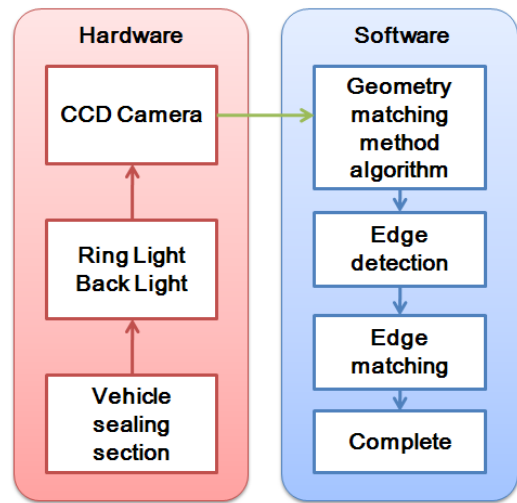 Hardware
CCD Camera
Ring Light
Back Light
Vehicle
sealing
section
Software
Geometry
matching
method
algorithm
Edge
detection
Edge
matching
Complete